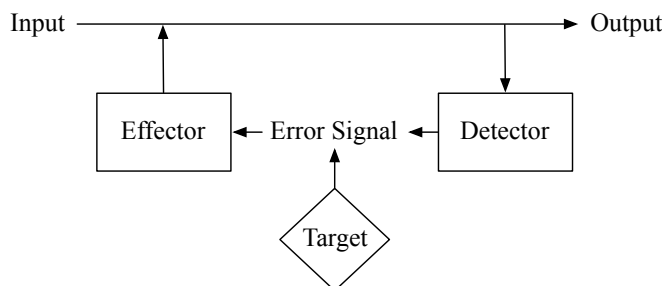 Input
Output
Effector
Error Signal
Detector
Target